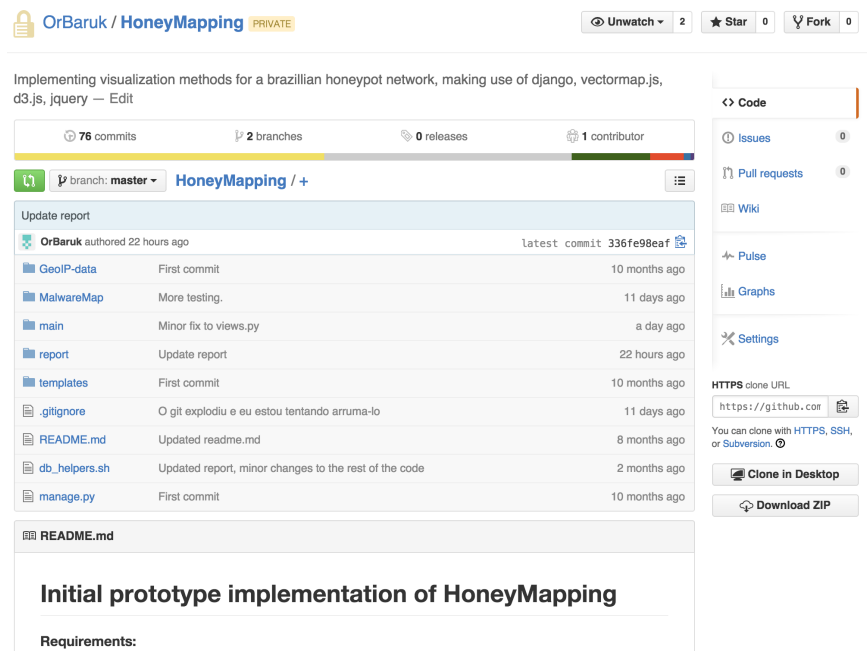 OrBaruk / HoneyMapping PRIVATE
Unwatch 2 Star 0 Fork 0
Implementing visualization methods for a brazillian honeypot network, making use of django, vectormap.js,
d3.js, jquery — Edit
76 commits 2 branches 0 releases 1 contributor
branch: master HoneyMapping / +
Update report
OrBaruk authored 22 hours ago latest commit 336fe98eaf
GeoIP-data First commit 10 months ago
MalwareMap More testing. 11 days ago
main Minor fix to views.py a day ago
report Update report 22 hours ago
templates First commit 10 months ago
.gitignore O git explodiu e eu estou tentando arruma-lo 11 days ago
README.md Updated readme.md 8 months ago
db_helpers.sh Updated report, minor changes to the rest of the code 2 months ago
manage.py First commit 10 months ago
README.md
Initial prototype implementation of HoneyMapping
Requirements:
Code
Issues 0
Pull requests 0
Wiki
Pulse
Graphs
Settings
HTTPS clone URL
https://github.com
You can clone with HTTPS, SSH,
or Subversion.
Clone in Desktop
Download ZIP